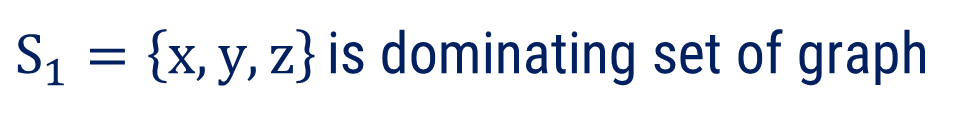 S₁ = {x, y, z} is dominating set of graph